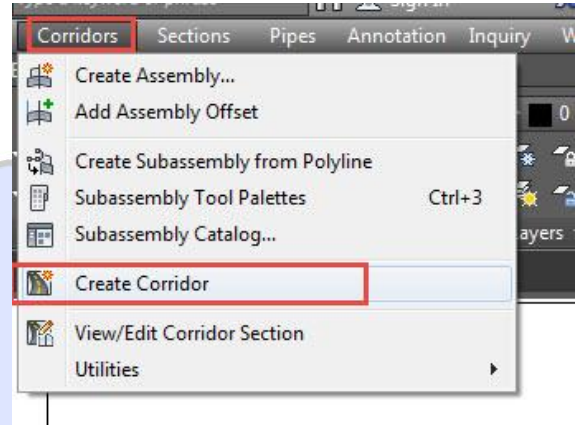 Sign In
Corridors Sections Pipes Annotation Inquiry W
Create Assembly...
Add Assembly Offset
0
Create Subassembly from Polyline
Subassembly Tool Palettes Ctrl+3
Subassembly Catalog...
ayers
Create Corridor
View/Edit Corridor Section
Utilities